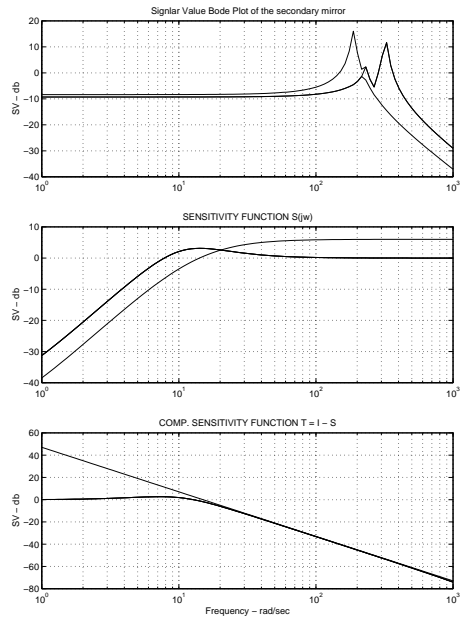 Signlar Value Bode Plot of the secondary mirror
20
10
0
−10
−20
−30
−40
SV − db
10^0 10^1 10^2 10^3
SENSITIVITY FUNCTION S(jw)
10
0
−10
−20
−30
−40
SV − db
10^0 10^1 10^2 10^3
COMP. SENSITIVITY FUNCTION T = I − S
60
40
20
0
−20
−40
−60
−80
SV − db
10^0 10^1 10^2 10^3
Frequency − rad/sec